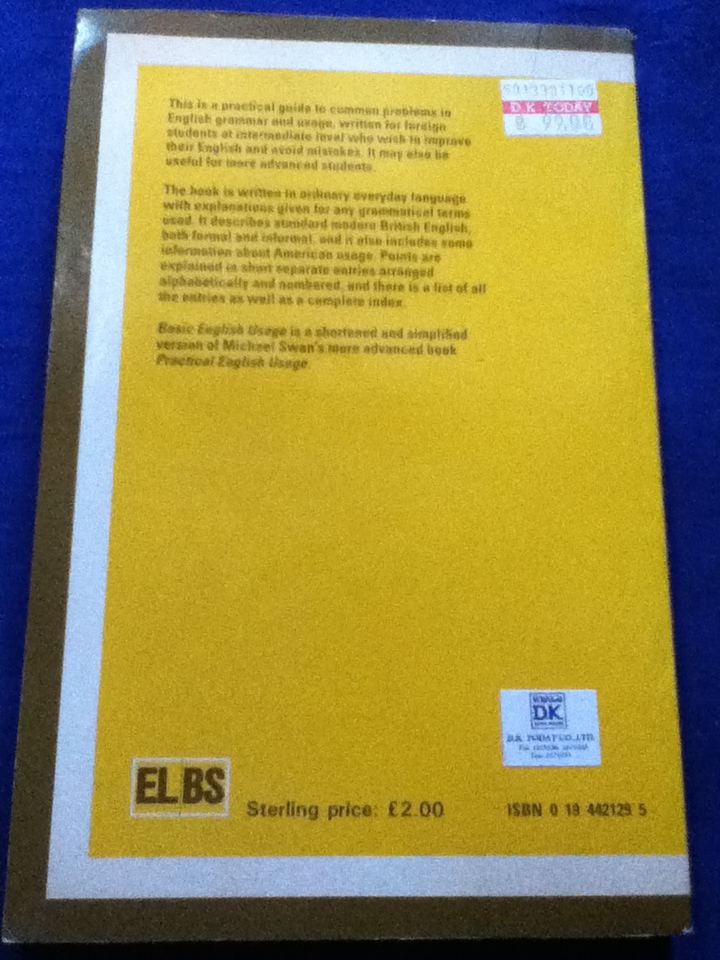 This is a practical guide to common problems in
English grammar and usage, written for foreign
students at intermediate level who wish to improve
their English and avoid mistakes. It may also be
useful for more advanced students.
The book is written in ordinary everyday language
with explanations given for any grammatical terms
used. It describes standard modern British English,
both formal and informal, and it also includes some
information about American usage. Points are
explained in short separate entries arranged
alphabetically and numbered, and there is a list of all
the entries as well as a complete index.
Basic English Usage is a shortened and simplified
version of Michael Swan's more advanced book
Practical English Usage.
D.K. TODAY
99.00
DK
D.K. TODAY CO., LTD.
ELBS
Sterling price: £2.00
ISBN 0 19 442129 5